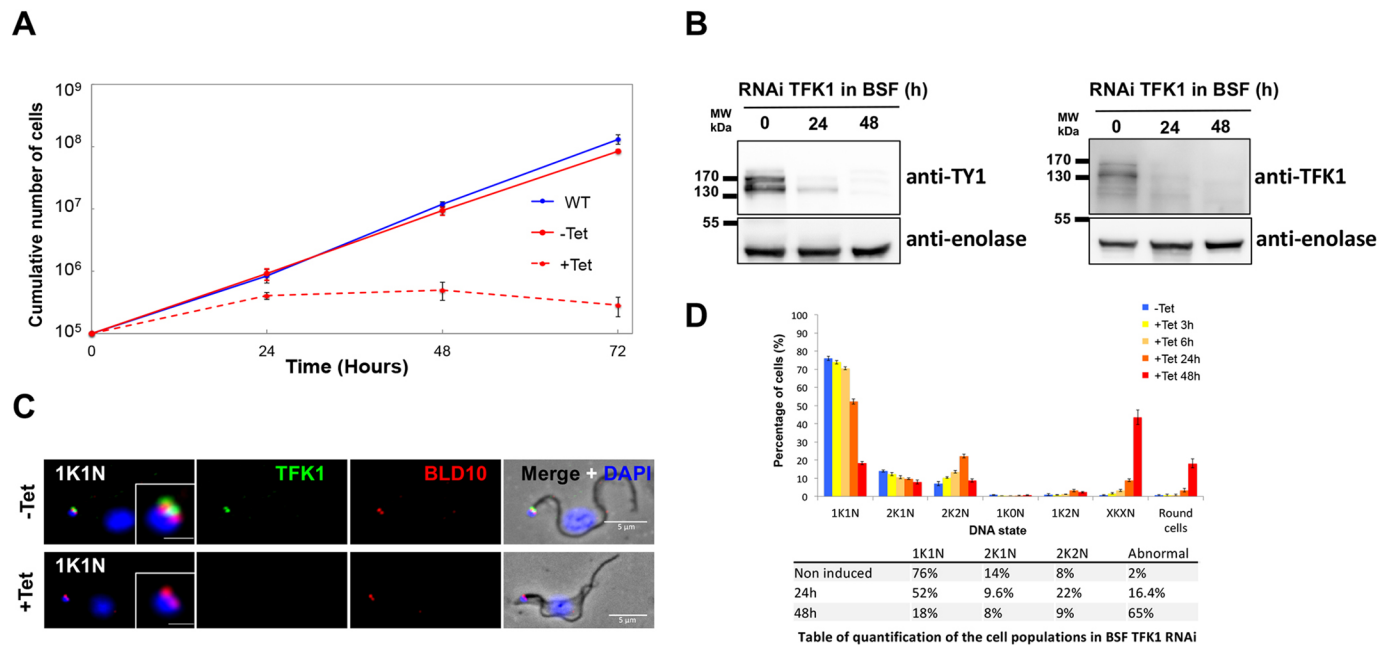 A
Cumulative number of cells
10⁹
10⁸
10⁷
10⁶
10⁵
0
24
48
72
Time (Hours)
WT
-Tet
+Tet
B
RNAi TFK1 in BSF (h)
MW
kDa
0 24 48
170
130
55
anti-TY1
anti-enolase
RNAi TFK1 in BSF (h)
MW
kDa
0 24 48
170
130
55
anti-TFK1
anti-enolase
C
-Tet
1K1N
TFK1
BLD10
Merge + DAPI
5 µm
+Tet
1K1N
5 µm
D
Percentage of cells (%)
100
90
80
70
60
50
40
30
20
10
0
-Tet
+Tet 3h
+Tet 6h
+Tet 24h
+Tet 48h
1K1N 2K1N 2K2N 1K0N 1K2N XKXN Round
cells
DNA state
1K1N 2K1N 2K2N Abnormal
Non induced 76% 14% 8% 2%
24h 52% 9.6% 22% 16.4%
48h 18% 8% 9% 65%
Table of quantification of the cell populations in BSF TFK1 RNAi